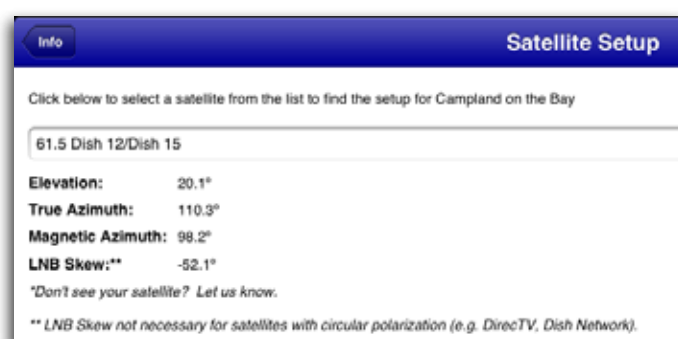 Info
Satellite Setup
Click below to select a satellite from the list to find the setup for Campland on the Bay
61.5 Dish 12/Dish 15
Elevation: 20.1°
True Azimuth: 110.3°
Magnetic Azimuth: 98.2°
LNB Skew:** -52.1°
*Don't see your satellite? Let us know.
** LNB Skew not necessary for satellites with circular polarization (e.g. DirecTV, Dish Network).